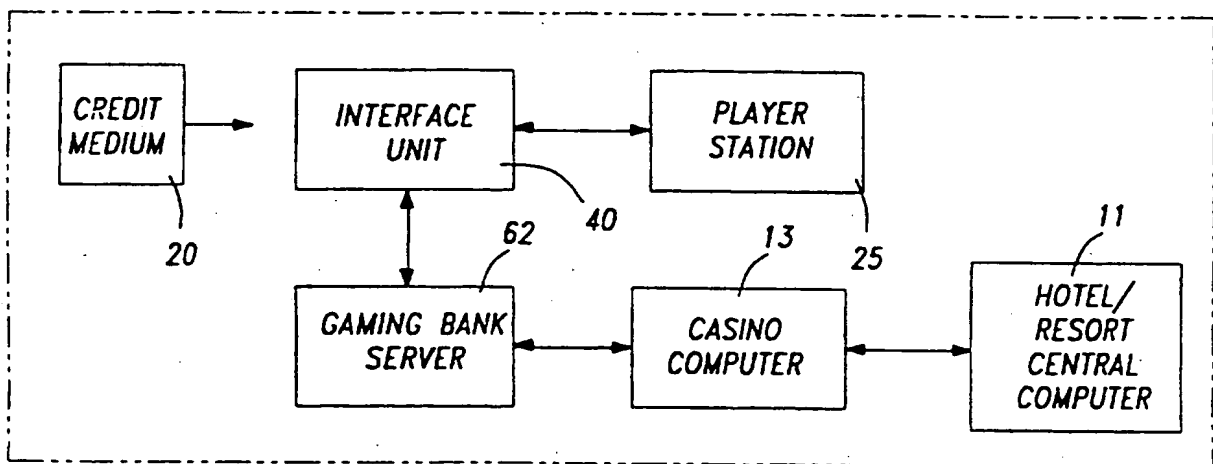 CREDIT
MEDIUM
20
INTERFACE
UNIT
40
PLAYER
STATION
25
GAMING BANK
SERVER
62
CASINO
COMPUTER
13
HOTEL/
RESORT
CENTRAL
COMPUTER
11